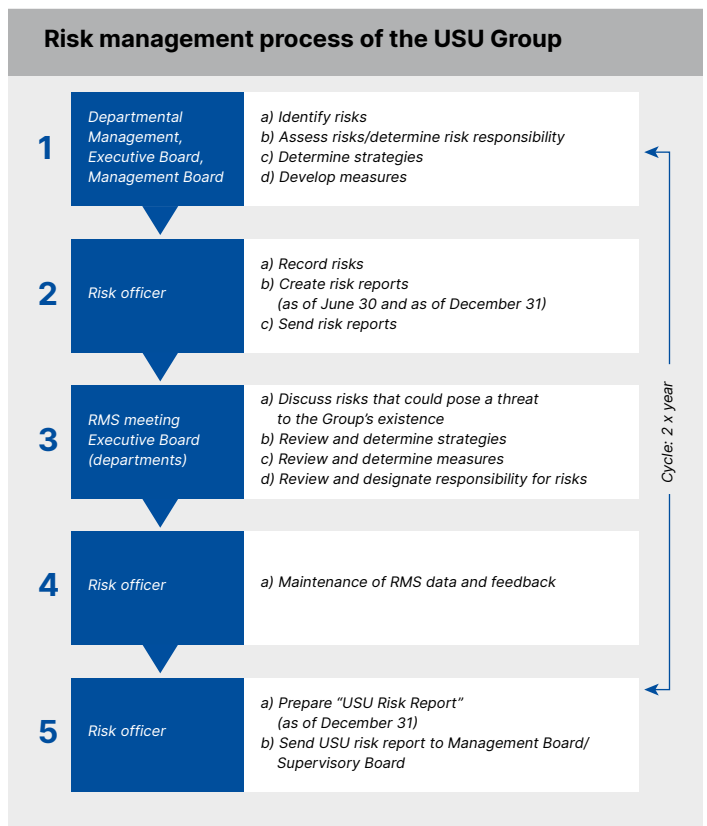 Risk management process of the USU Group
1
Departmental
Management,
Executive Board,
Management Board
a) Identify risks
b) Assess risks/determine risk responsibility
c) Determine strategies
d) Develop measures
2
Risk officer
a) Record risks
b) Create risk reports
(as of June 30 and as of December 31)
c) Send risk reports
3
RMS meeting
Executive Board
(departments)
a) Discuss risks that could pose a threat
to the Group’s existence
b) Review and determine strategies
c) Review and determine measures
d) Review and designate responsibility for risks
4
Risk officer
a) Maintenance of RMS data and feedback
5
Risk officer
a) Prepare “USU Risk Report”
(as of December 31)
b) Send USU risk report to Management Board/
Supervisory Board
Cycle: 2 x year